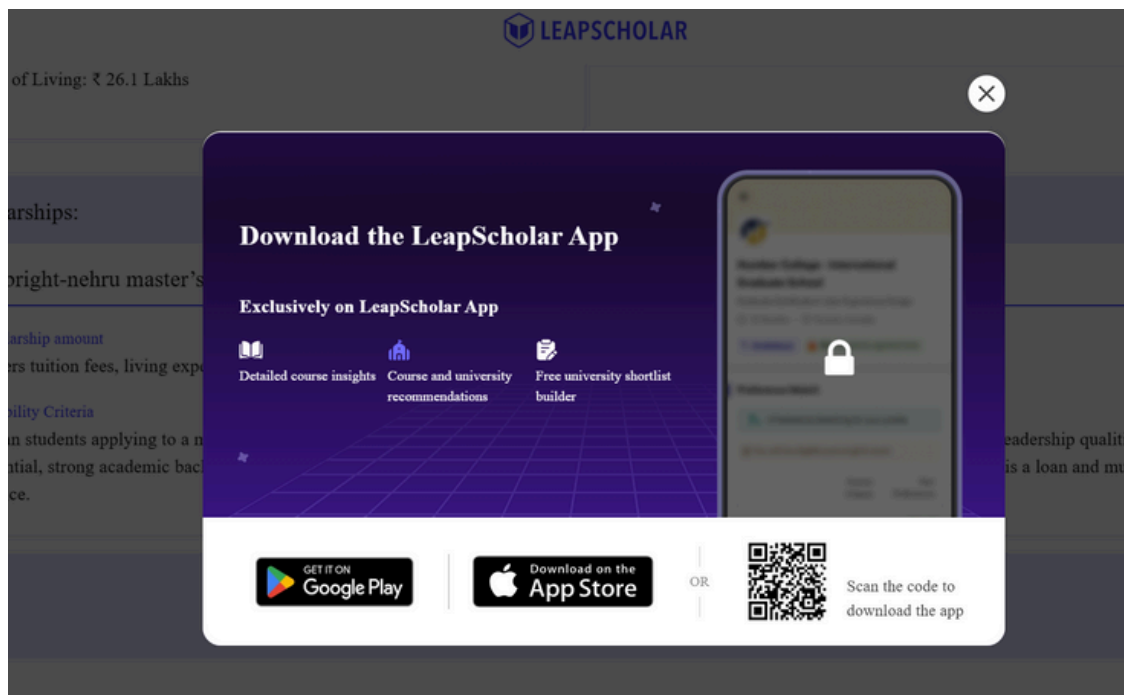 LEAPSCHOLAR
of Living: ₹ 26.1 Lakhs
arships:
bright-nehru master's
arship amount
ers tuition fees, living expe
bility Criteria
an students applying to a m
eadership qualit
ntial, strong academic bac
is a loan and mu
ce.
Download the LeapScholar App
Exclusively on LeapScholar App
Detailed course insights
Course and university
recommendations
Free university shortlist
builder
GET IT ON
Google Play
Download on the
App Store
OR
Scan the code to
download the app